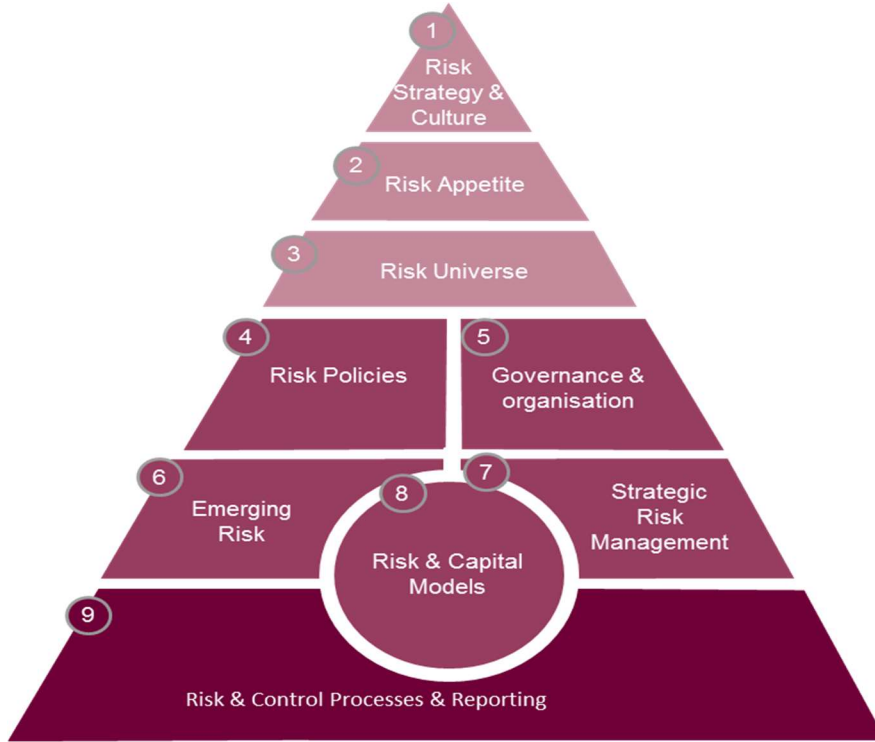 1
Risk
Strategy &
Culture
2
Risk Appetite
3
Risk Universe
4
Risk Policies
5
Governance &
organisation
6
Emerging
Risk
7
Strategic
Risk
Management
8
Risk & Capital
Models
9
Risk & Control Processes & Reporting